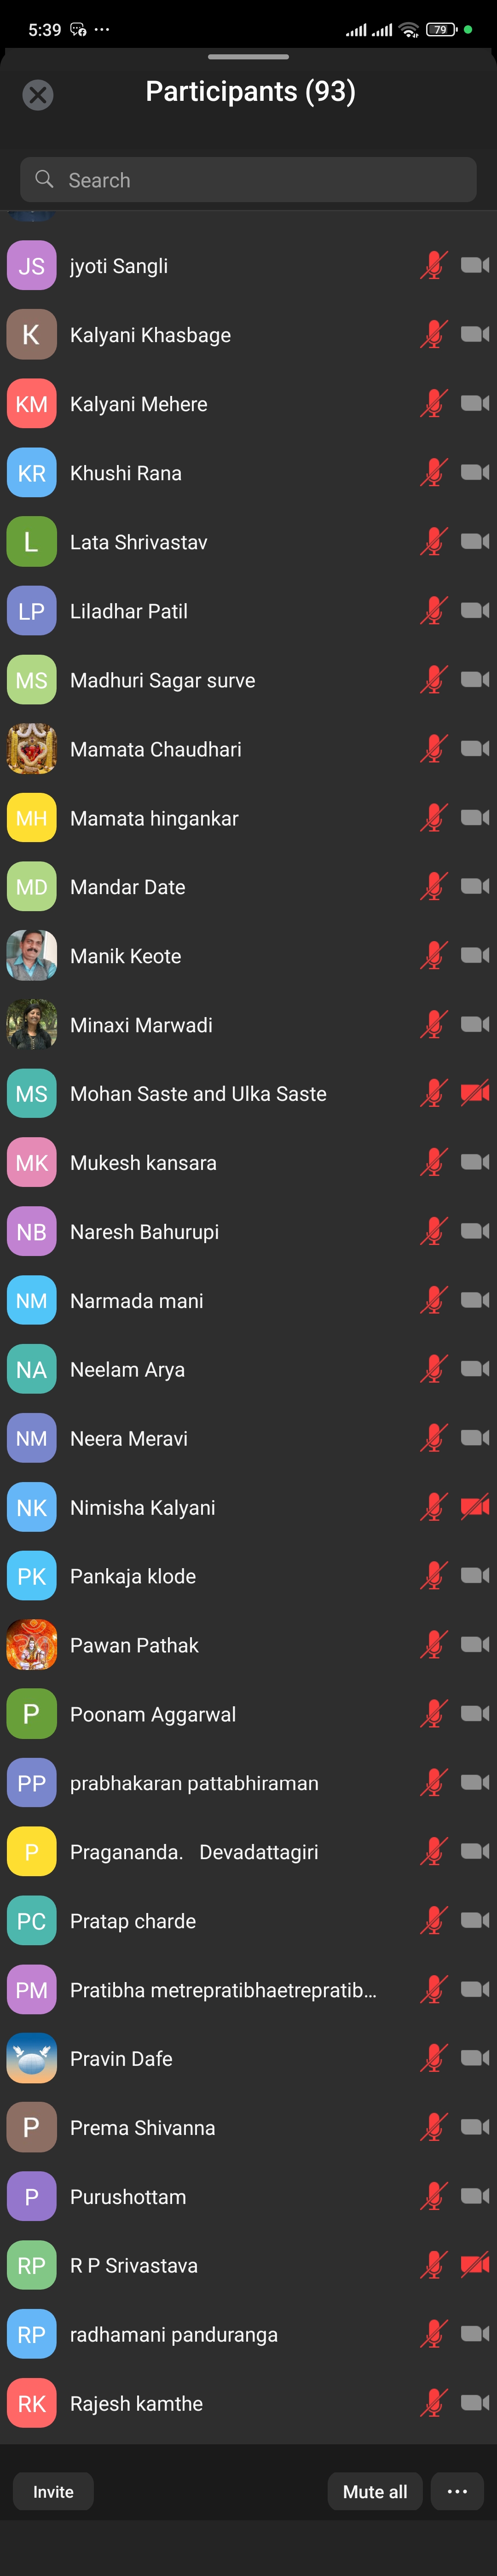 5:39
79
Participants (93)
Search
JS jyoti Sangli
K Kalyani Khasbage
KM Kalyani Mehere
KR Khushi Rana
L Lata Shrivastav
LP Liladhar Patil
MS Madhuri Sagar surve
Mamata Chaudhari
MH Mamata hingankar
MD Mandar Date
Manik Keote
Minaxi Marwadi
MS Mohan Saste and Ulka Saste
MK Mukesh kansara
NB Naresh Bahurupi
NM Narmada mani
NA Neelam Arya
NM Neera Meravi
NK Nimisha Kalyani
PK Pankaja klode
Pawan Pathak
P Poonam Aggarwal
PP prabhakaran pattabhiraman
P Pragananda.   Devadattagiri
PC Pratap charde
PM Pratibha metrepratibhaetrepratib...
Pravin Dafe
P Prema Shivanna
P Purushottam
RP R P Srivastava
RP radhamani panduranga
RK Rajesh kamthe
Invite Mute all